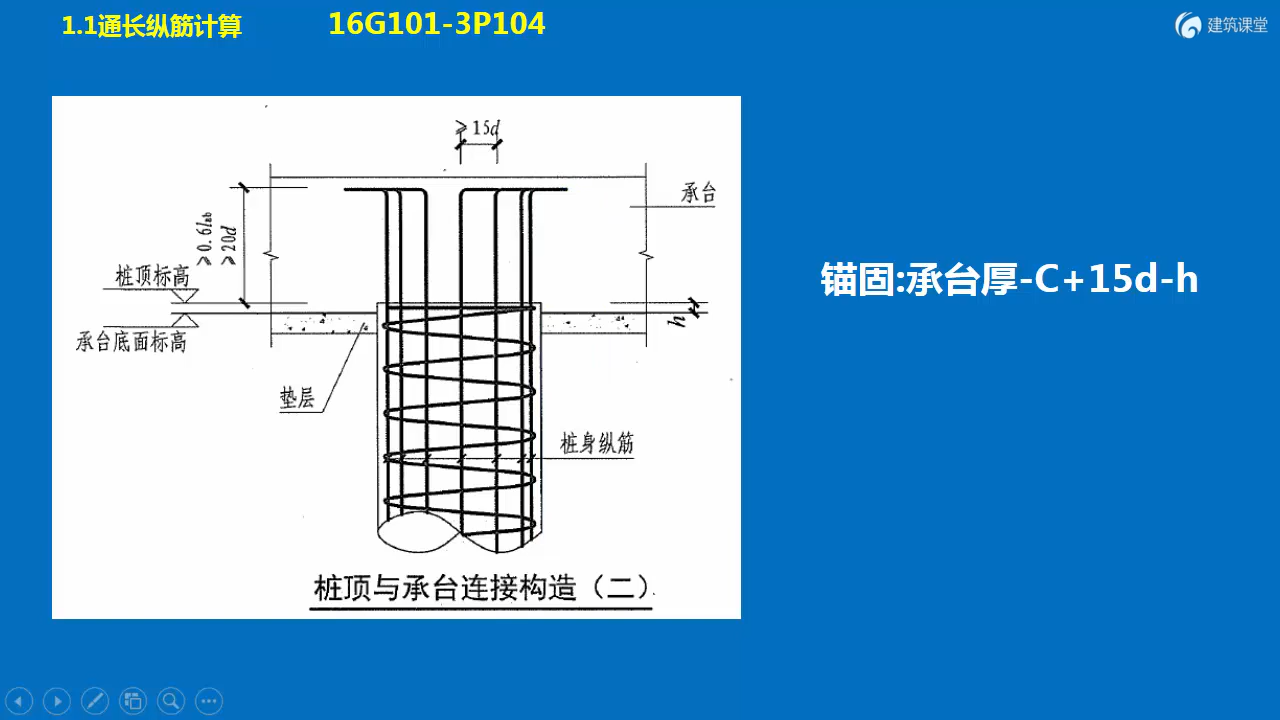 1.1通长纵筋计算
16G101-3P104
建筑课堂
≥15d
承台
≥0.6lab
≥20d
桩顶标高
锚固:承台厚-C+15d-h
h
承台底面标高
垫层
桩身纵筋
桩顶与承台连接构造（二）